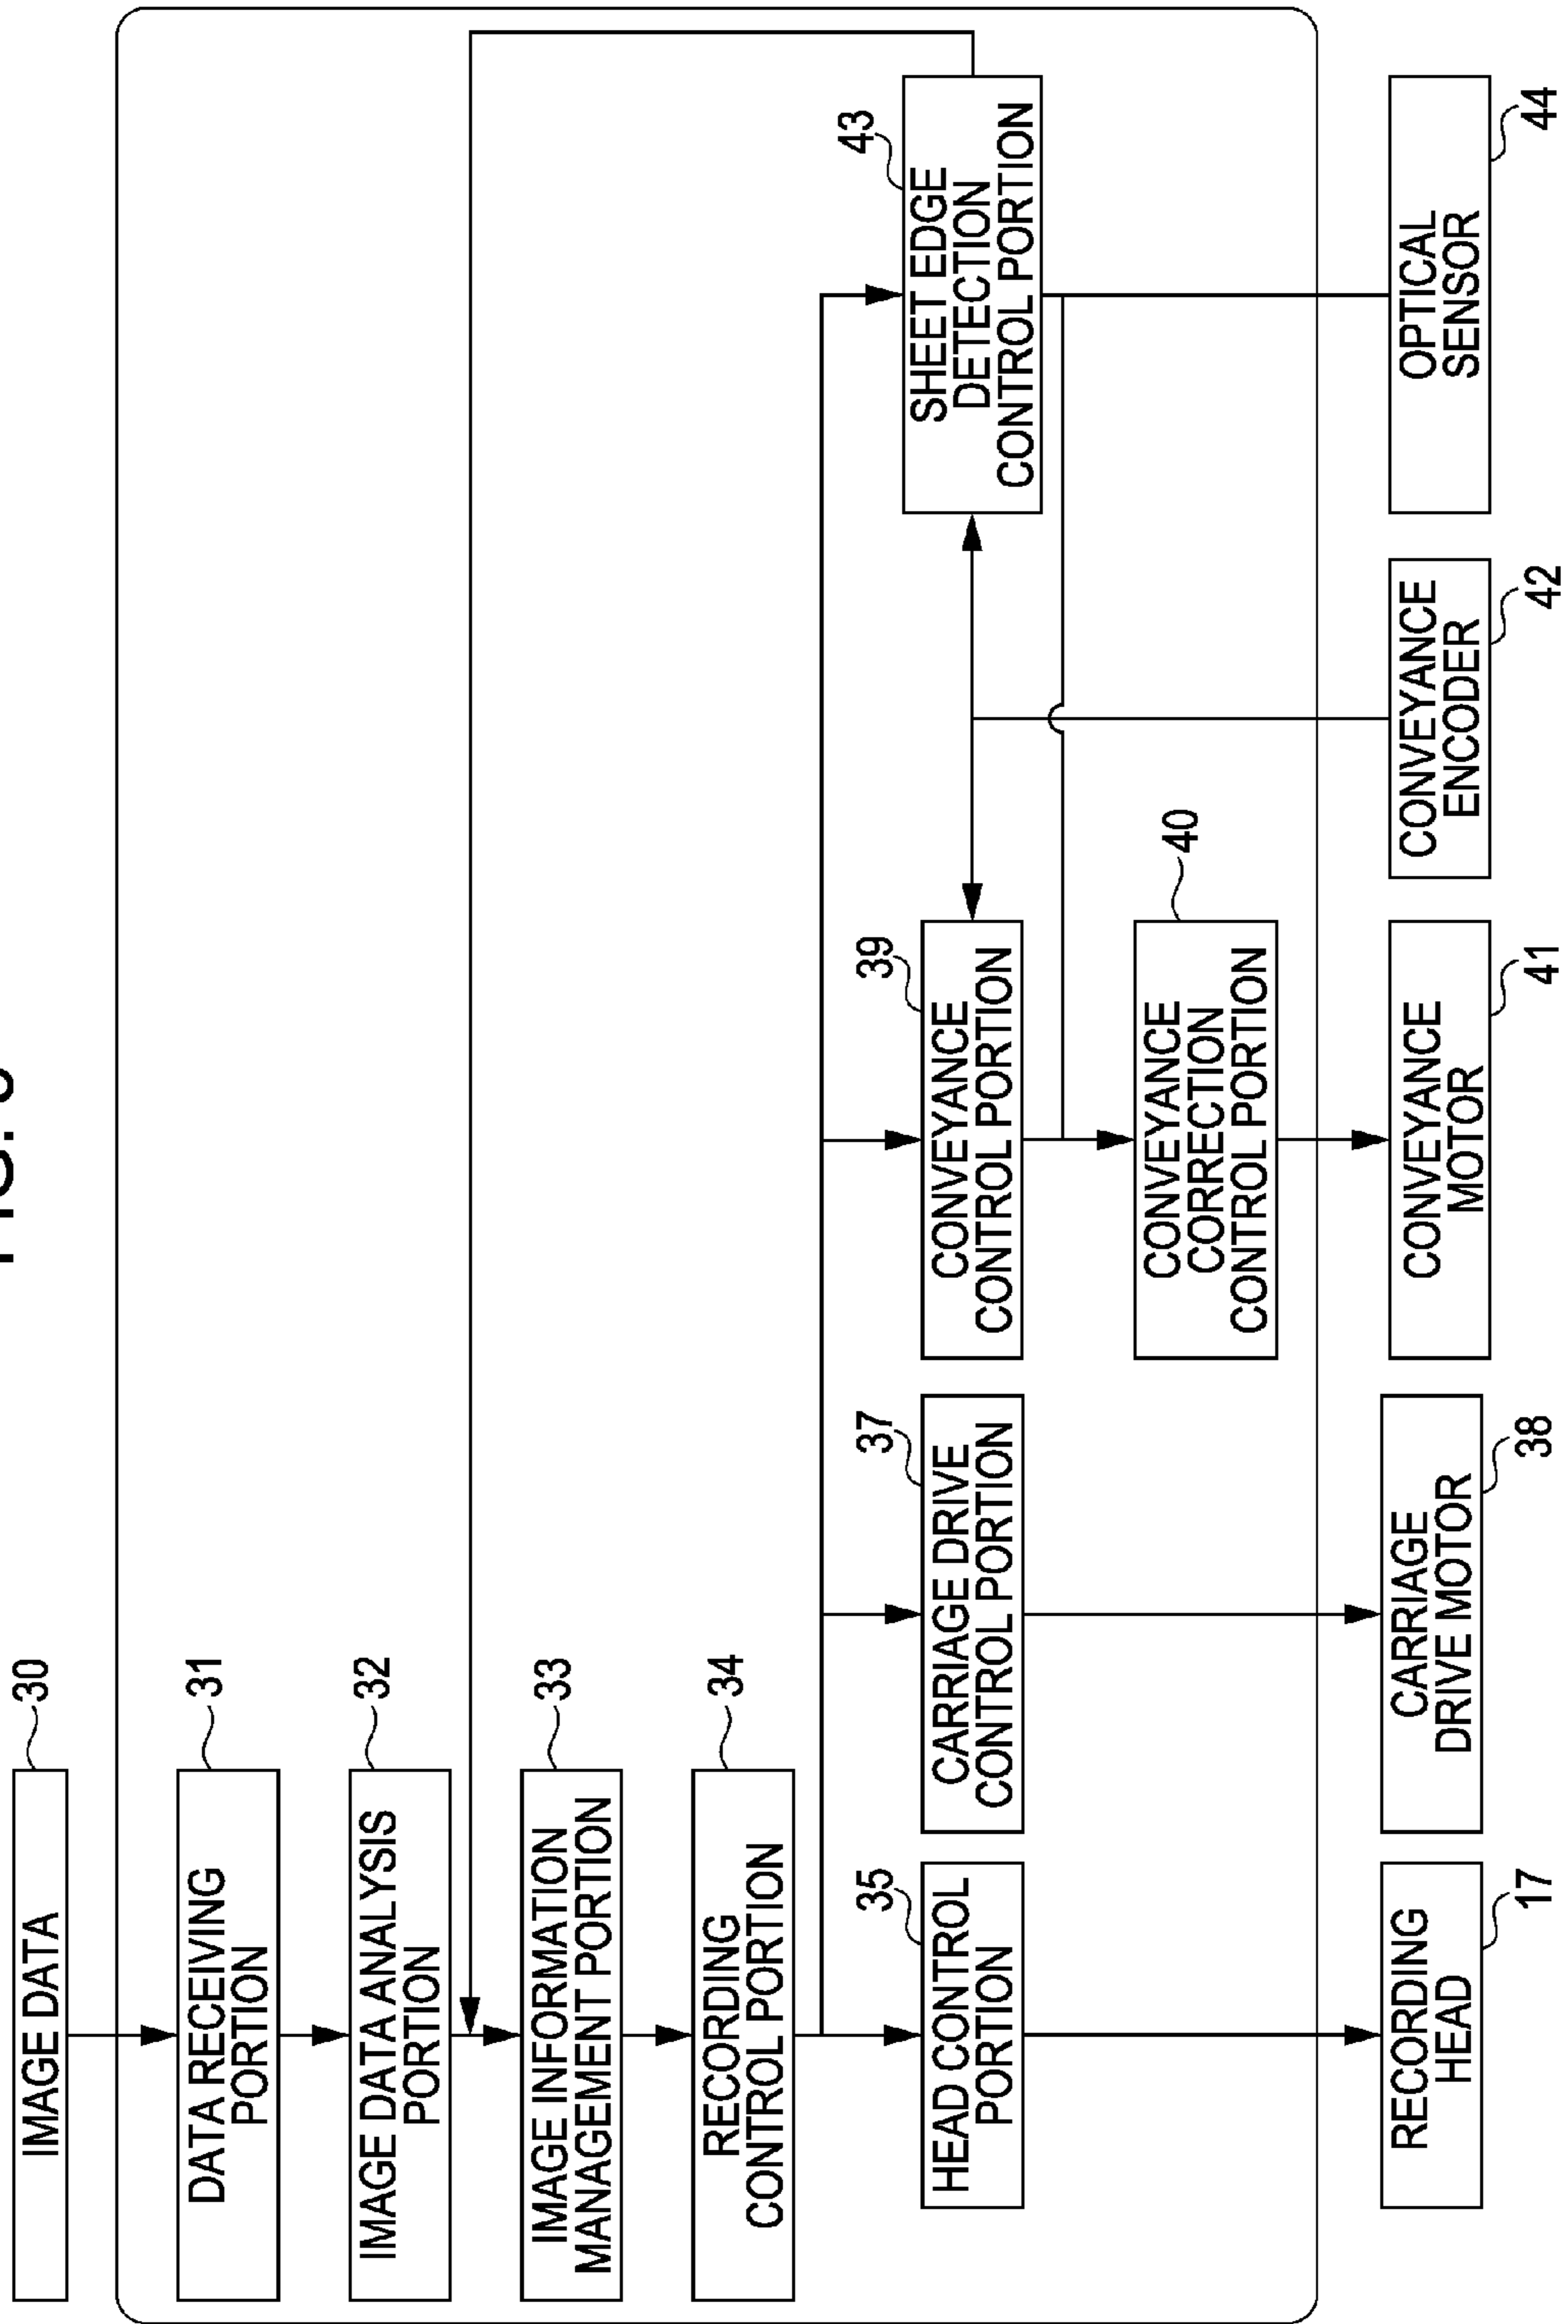 FIG.
IMAGE DATA
30
DATA RECEIVING
PORTION
31
IMAGE DATA ANALYSIS
PORTION
32
IMAGE INFORMATION
MANAGEMENT PORTION
33
RECORDING
CONTROL PORTION
34
HEAD CONTROL
PORTION
35
CARRIAGE DRIVE
CONTROL PORTION
37
CONVEYANCE
CONTROL PORTION
39
SHEET EDGE
DETECTION
CONTROL PORTION
43
CONVEYANCE
CORRECTION
CONTROL PORTION
40
RECORDING
HEAD
17
CARRIAGE
DRIVE MOTOR
38
CONVEYANCE
MOTOR
41
CONVEYANCE
ENCODER
42
OPTICAL
SENSOR
44